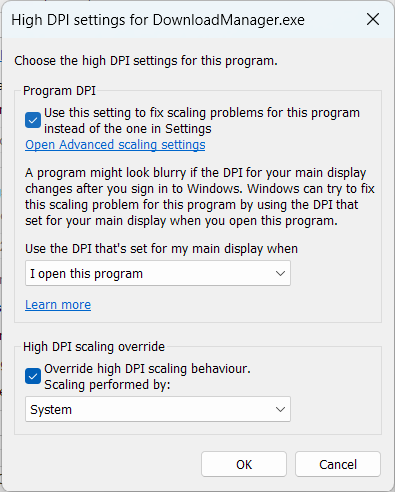 High DPI settings for DownloadManager.exe
Choose the high DPI settings for this program.
Program DPI
Use this setting to fix scaling problems for this program
instead of the one in Settings
Open Advanced scaling settings
A program might look blurry if the DPI for your main display
changes after you sign in to Windows. Windows can try to fix
this scaling problem for this program by using the DPI that
set for your main display when you open this program.
Use the DPI that's set for my main display when
I open this program
Learn more
High DPI scaling override
Override high DPI scaling behaviour.
Scaling performed by:
System
OK
Cancel